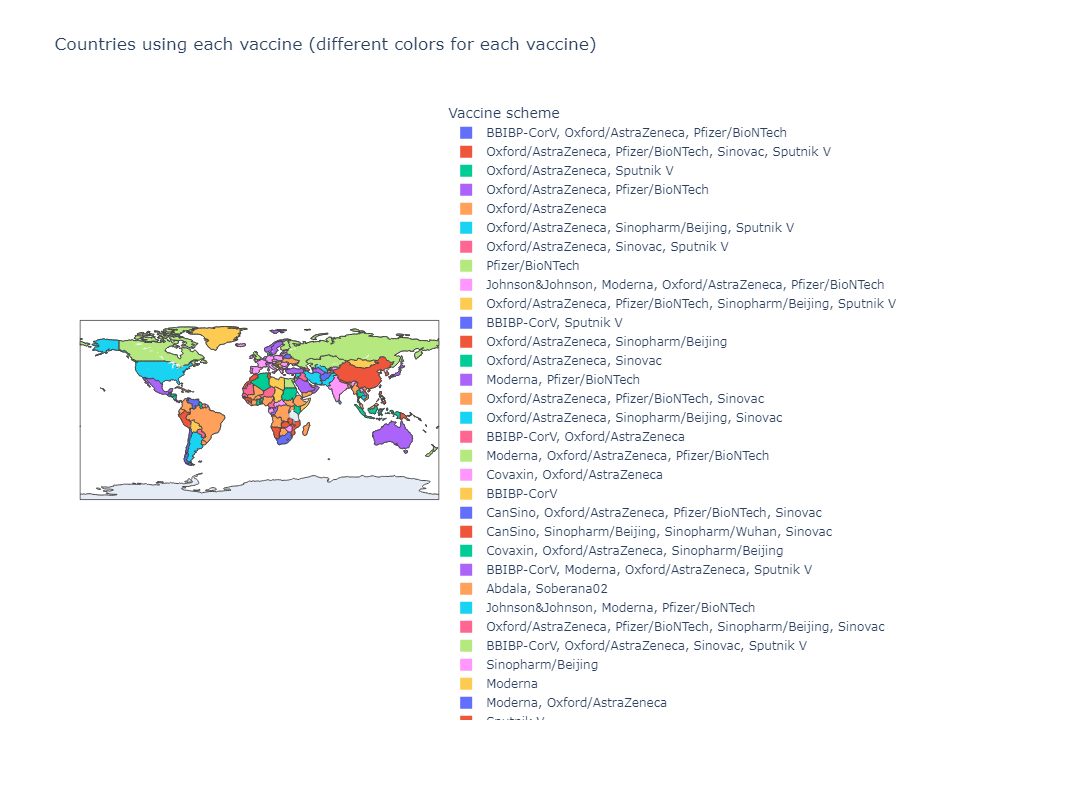 Countries using each vaccine (different colors for each vaccine)
Vaccine scheme
BBIBP-CorV, Oxford/AstraZeneca, Pfizer/BioNTech
Oxford/AstraZeneca, Pfizer/BioNTech, Sinovac, Sputnik V
Oxford/AstraZeneca, Sputnik V
Oxford/AstraZeneca, Pfizer/BioNTech
Oxford/AstraZeneca
Oxford/AstraZeneca, Sinopharm/Beijing, Sputnik V
Oxford/AstraZeneca, Sinovac, Sputnik V
Pfizer/BioNTech
Johnson&Johnson, Moderna, Oxford/AstraZeneca, Pfizer/BioNTech
Oxford/AstraZeneca, Pfizer/BioNTech, Sinopharm/Beijing, Sputnik V
BBIBP-CorV, Sputnik V
Oxford/AstraZeneca, Sinopharm/Beijing
Oxford/AstraZeneca, Sinovac
Moderna, Pfizer/BioNTech
Oxford/AstraZeneca, Pfizer/BioNTech, Sinovac
Oxford/AstraZeneca, Sinopharm/Beijing, Sinovac
BBIBP-CorV, Oxford/AstraZeneca
Moderna, Oxford/AstraZeneca, Pfizer/BioNTech
Covaxin, Oxford/AstraZeneca
BBIBP-CorV
CanSino, Oxford/AstraZeneca, Pfizer/BioNTech, Sinovac
CanSino, Sinopharm/Beijing, Sinopharm/Wuhan, Sinovac
Covaxin, Oxford/AstraZeneca, Sinopharm/Beijing
BBIBP-CorV, Moderna, Oxford/AstraZeneca, Sputnik V
Abdala, Soberana02
Johnson&Johnson, Moderna, Pfizer/BioNTech
Oxford/AstraZeneca, Pfizer/BioNTech, Sinopharm/Beijing, Sinovac
BBIBP-CorV, Oxford/AstraZeneca, Sinovac, Sputnik V
Sinopharm/Beijing
Moderna
Moderna, Oxford/AstraZeneca